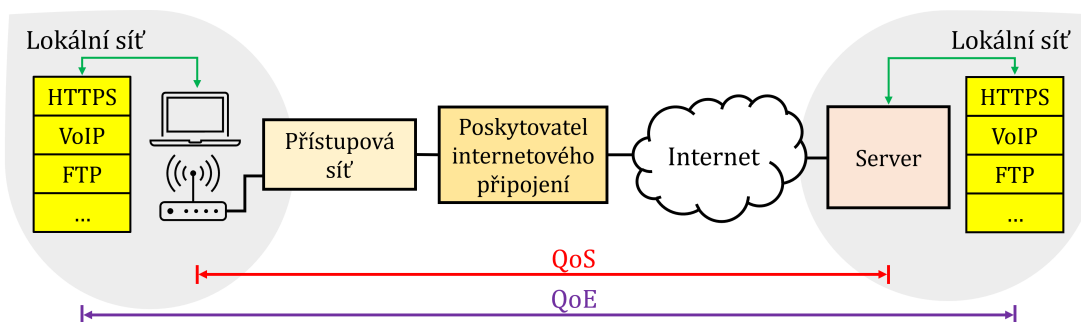 Lokální síť
HTTPS
VoIP
FTP
...
Přístupová
síť
Poskytovatel
internetového
připojení
Internet
Server
Lokální síť
HTTPS
VoIP
FTP
...
QoS
QoE